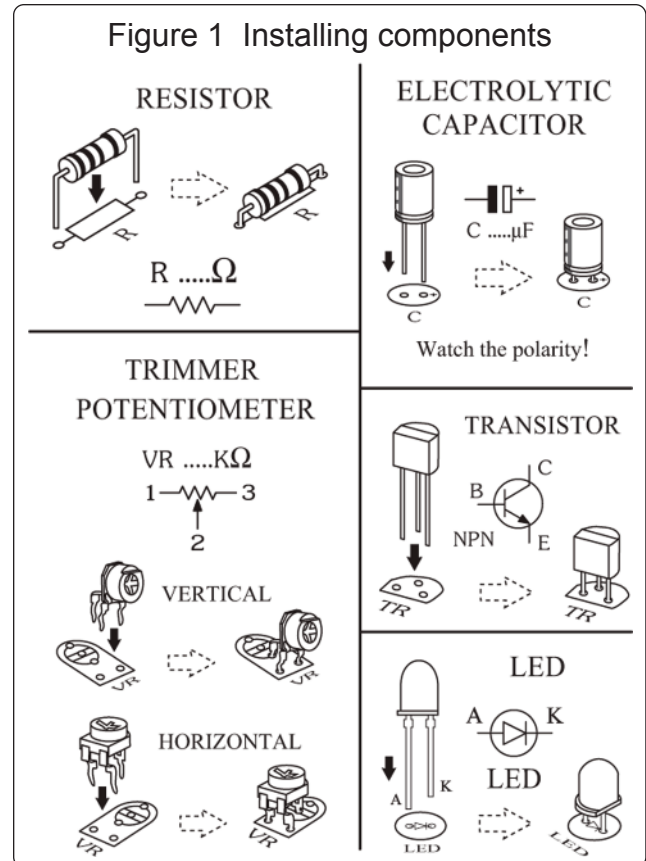 Figure 1 Installing components
RESISTOR
R
R
R .....Ω
ELECTROLYTIC
CAPACITOR
+
C .....µF
+
C
+
C
Watch the polarity!
TRIMMER
POTENTIOMETER
VR .....KΩ
1 3
2
VERTICAL
VR
VR
HORIZONTAL
VR
VR
TRANSISTOR
C
B
NPN
E
TR
TR
LED
A K
LED
K
A
LED
LED